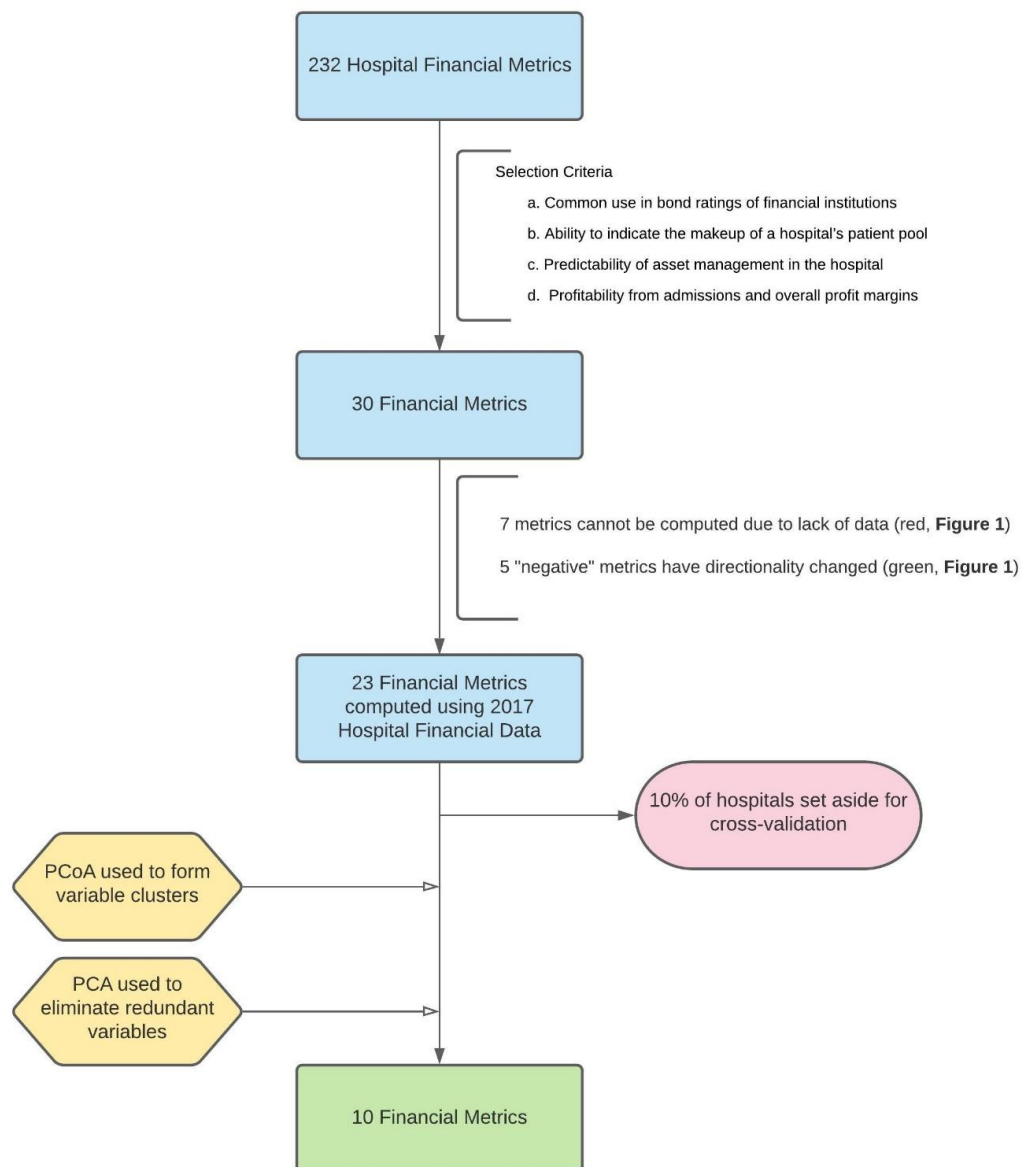 232 Hospital Financial Metrics
Selection Criteria
a. Common use in bond ratings of financial institutions
b. Ability to indicate the makeup of a hospital's patient pool
c. Predictability of asset management in the hospital
d. Profitability from admissions and overall profit margins
30 Financial Metrics
7 metrics cannot be computed due to lack of data (red, Figure 1)
5 "negative" metrics have directionality changed (green, Figure 1)
23 Financial Metrics
computed using 2017
Hospital Financial Data
10% of hospitals set aside for
cross-validation
PCoA used to form
variable clusters
PCA used to
eliminate redundant
variables
10 Financial Metrics